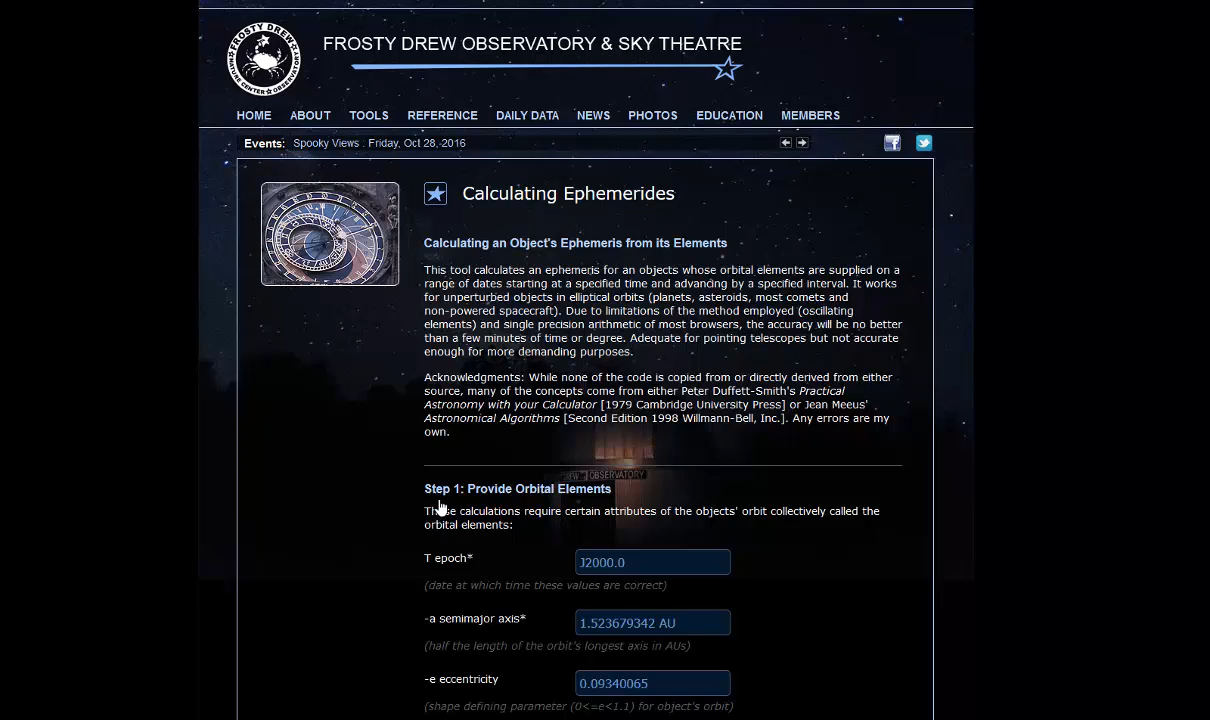 FROSTY DREW
NATURE CENTER OBSERVATORY
FROSTY DREW OBSERVATORY & SKY THEATRE
HOME ABOUT TOOLS REFERENCE DAILY DATA NEWS PHOTOS EDUCATION MEMBERS
Events: Spooky Views . Friday, Oct 28,-2016
Calculating Ephemerides
Calculating an Object's Ephemeris from its Elements
This tool calculates an ephemeris for an objects whose orbital elements are supplied on a
range of dates starting at a specified time and advancing by a specified interval. It works
for unperturbed objects in elliptical orbits (planets, asteroids, most comets and
non-powered spacecraft). Due to limitations of the method employed (oscillating
elements) and single precision arithmetic of most browsers, the accuracy will be no better
than a few minutes of time or degree. Adequate for pointing telescopes but not accurate
enough for more demanding purposes.
Acknowledgments: While none of the code is copied from or directly derived from either
source, many of the concepts come from either Peter Duffett-Smith's Practical
Astronomy with your Calculator [1979 Cambridge University Press] or Jean Meeus'
Astronomical Algorithms [Second Edition 1998 Willmann-Bell, Inc.]. Any errors are my
own.
DREW OBSERVATORY
Step 1: Provide Orbital Elements
These calculations require certain attributes of the objects' orbit collectively called the
orbital elements:
T epoch* J2000.0
(date at which time these values are correct)
-a semimajor axis* 1.523679342 AU
(half the length of the orbit's longest axis in AUs)
-e eccentricity 0.09340065
(shape defining parameter (0<=e<1.1) for object's orbit)